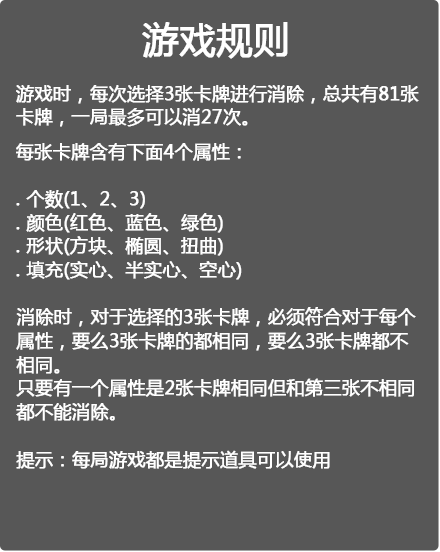 游戏规则
游戏时，每次选择3张卡牌进行消除，总共有81张
卡牌，一局最多可以消27次。
每张卡牌含有下面4个属性：
. 个数(1、2、3)
. 颜色(红色、蓝色、绿色)
. 形状(方块、椭圆、扭曲)
. 填充(实心、半实心、空心)
消除时，对于选择的3张卡牌，必须符合对于每个
属性，要么3张卡牌的都相同，要么3张卡牌都不
相同。
只要有一个属性是2张卡牌相同但和第三张不相同
都不能消除。
提示：每局游戏都是提示道具可以使用